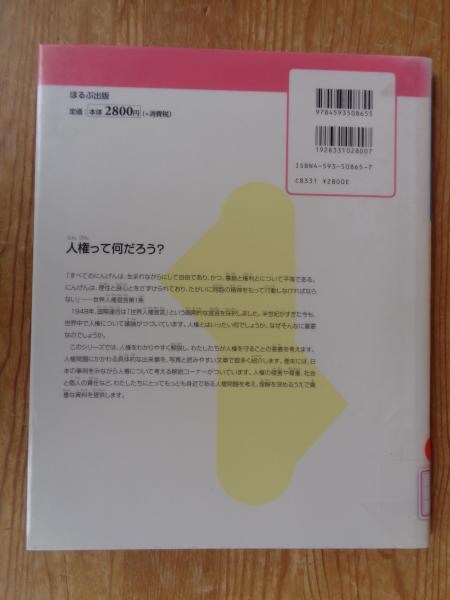 ほるぷ出版
定価：本体2800円(+消費税)
9784593508655
1928331028007
ISBN4-593-50865-7
C8331 ¥2800E
じん けん
人権って何だろう？
「すべてのにんげんは、生まれながらにして自由であり、かつ、尊厳と権利とについて平等である。
にんげんは、理性と良心とをさずけられており、たがいに同胞の精神をもって行動しなければなら
ない」──世界人権宣言第1条
1948年、国際連合は「世界人権宣言」という画期的な宣言を採択しました。半世紀がすぎた今も、
世界中で人権について議論がつづいています。人権とはいったい何でしょうか。なぜそんなに重要
なのでしょうか。
このシリーズでは、人権をわかりやすく解説し、わたしたちが人権を守ることの意義を考えます。
人権問題にかかわる具体的な出来事を、写真と読みやすい文章で数多く紹介します。巻末には、日
本の事例をみながら人権について考える解説コーナーがついています。人権の侵害や尊重、社会
と個人の責任など、わたしたちにとってもっとも身近である人権問題を考え、理解を深めるうえで貴
重な資料を提供します。